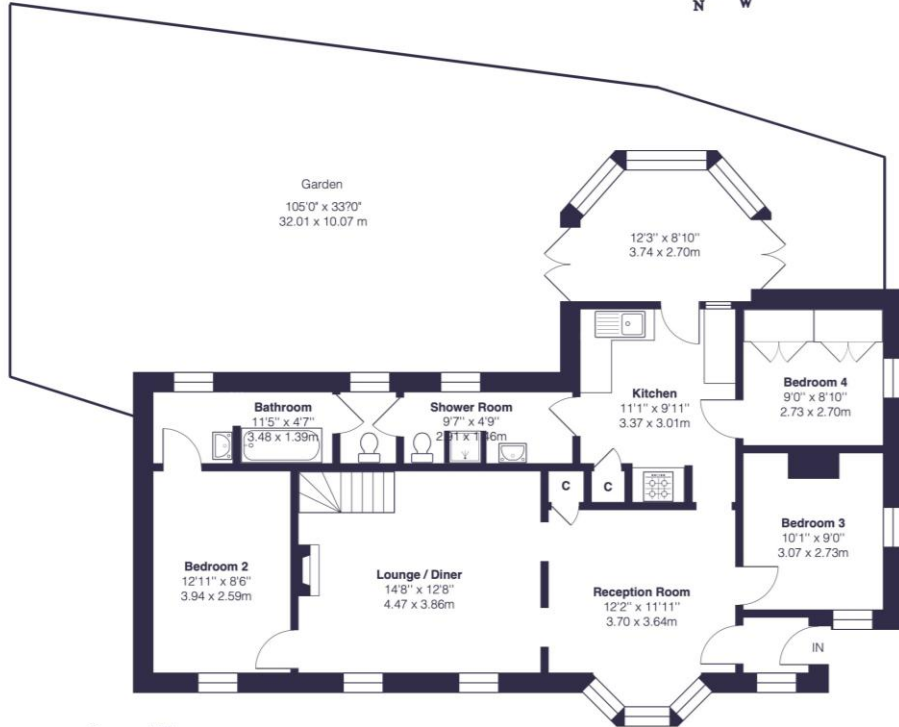 N W
Garden
105'0" x 33?0"
32.01 x 10.07 m
12'3'' x 8'10''
3.74 x 2.70m
Kitchen
11'1'' x 9'11''
3.37 x 3.01m
Bedroom 4
9'0'' x 8'10''
2.73 x 2.70m
Bathroom
11'5'' x 4'7''
3.48 x 1.39m
Shower Room
9'7'' x 4'9''
2.91 x 1.46m
C
C
Bedroom 3
10'1'' x 9'0''
3.07 x 2.73m
Bedroom 2
12'11'' x 8'6''
3.94 x 2.59m
Lounge / Diner
14'8'' x 12'8''
4.47 x 3.86m
Reception Room
12'2'' x 11'11''
3.70 x 3.64m
IN